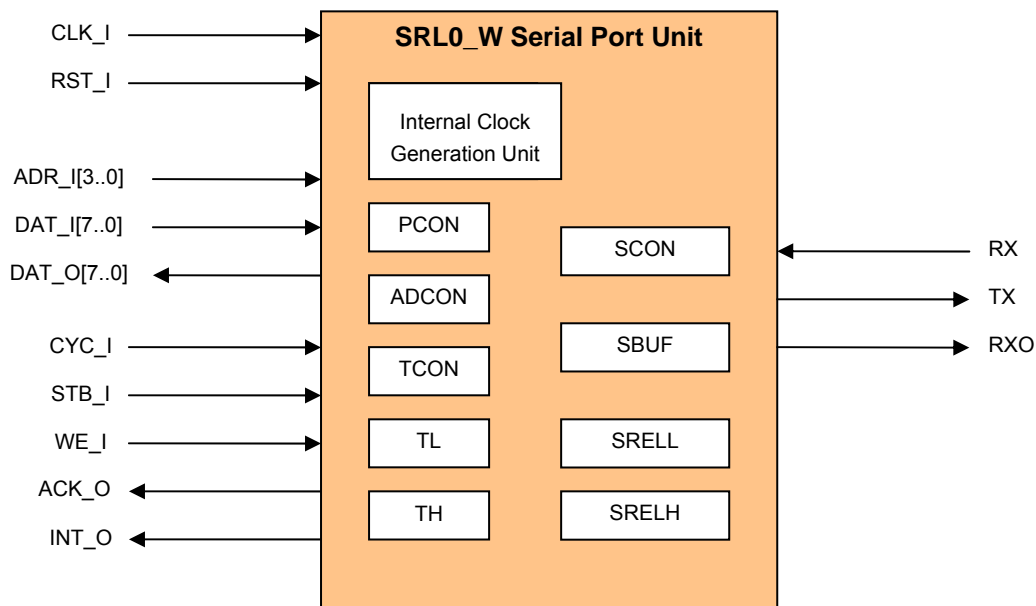 SRL0_W Serial Port Unit
CLK_I
RST_I
ADR_I[3..0]
DAT_I[7..0]
DAT_O[7..0]
CYC_I
STB_I
WE_I
ACK_O
INT_O
Internal Clock
Generation Unit
PCON
ADCON
TCON
TL
TH
SCON
SBUF
SRELL
SRELH
RX
TX
RXO